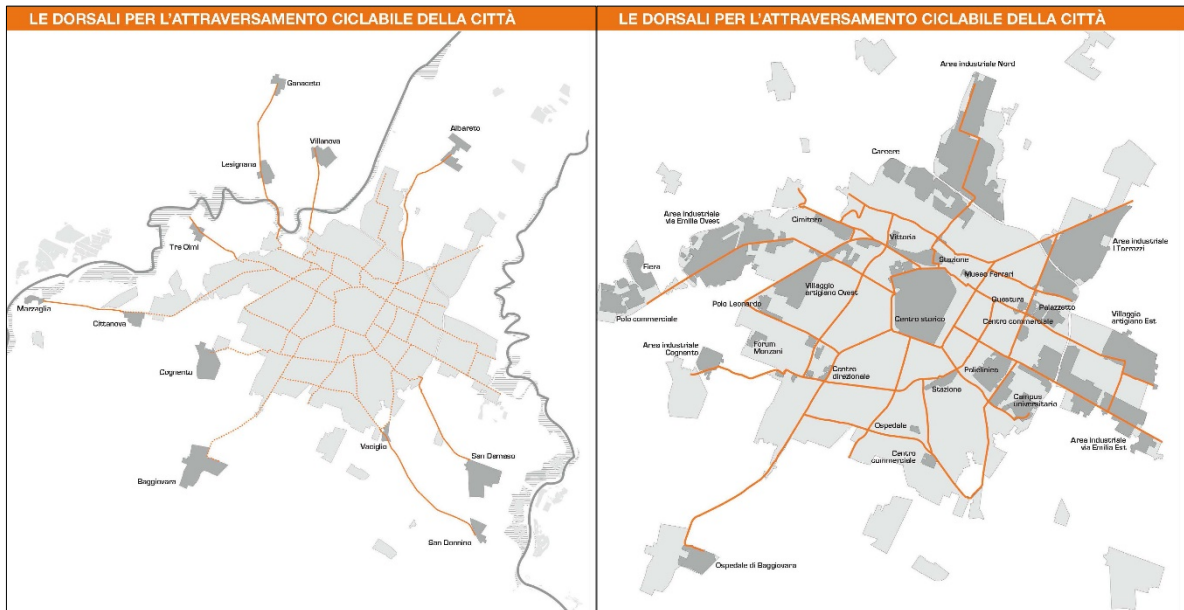 LE DORSALI PER L'ATTRAVERSAMENTO CICLABILE DELLA CITTÀ
Ganaceto
Albareto
Villanova
Lesignana
Tre Olmi
Marzaglia
Cittanova
Cognento
Vaciglio
San Damaso
Baggiovara
San Donnino
LE DORSALI PER L'ATTRAVERSAMENTO CICLABILE DELLA CITTÀ
Area industriale Nord
Carcere
Area industriale
via Emilia Ovest
Cimitero
Vittoria
Area industriale
I Torrazzi
Stazione
Fiera
Museo Ferrari
Villaggio
artigiano Ovest
Polo Leonardo
Questura
Palazzetto
Polo commerciale
Centro storico
Centro commerciale
Villaggio
artigiano Est
Area industriale
Cognento
Forum
Monzani
Centro
direzionale
Policlinico
Stazione
Campus
universitario
Ospedale
Area industriale
via Emilia Est
Centro
commerciale
Ospedale di Baggiovara